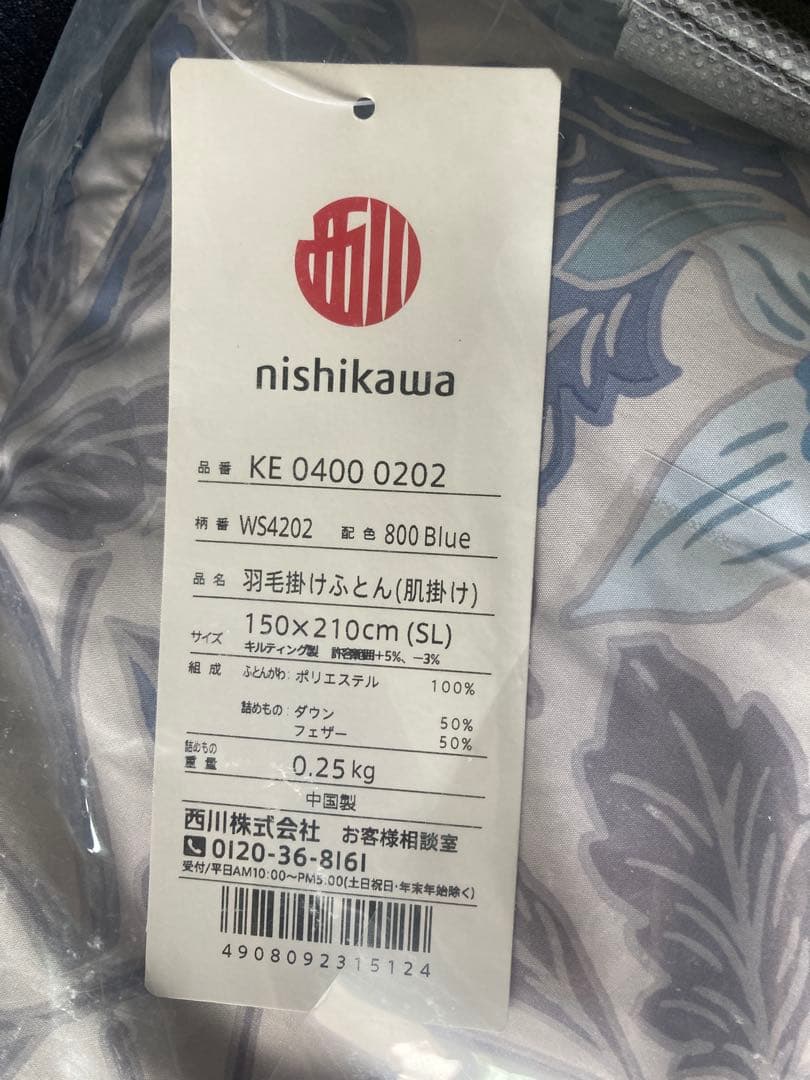 西川
nishikawa
品番 KE 0400 0202
柄番 WS4202 配色 800 Blue
品名 羽毛掛けふとん(肌掛け)
サイズ 150×210cm (SL)
キルティング製 許容範囲+5%、−3%
組成 ふとんがわ: ポリエステル 100%
詰めもの: ダウン 50%
フェザー 50%
詰めもの
重量 0.25kg
中国製
西川株式会社 お客様相談室
0120-36-8161
受付/平日AM10:00〜PM5:00(土日祝日・年末年始除く)
4908092315124